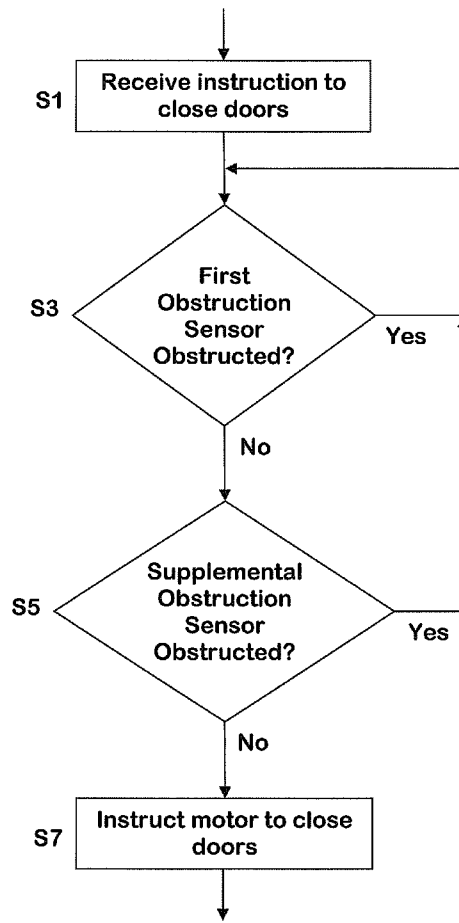 S1
Receive instruction to
close doors
S3
First
Obstruction
Sensor
Obstructed?
Yes
No
S5
Supplemental
Obstruction
Sensor
Obstructed?
Yes
No
S7
Instruct motor to close
doors